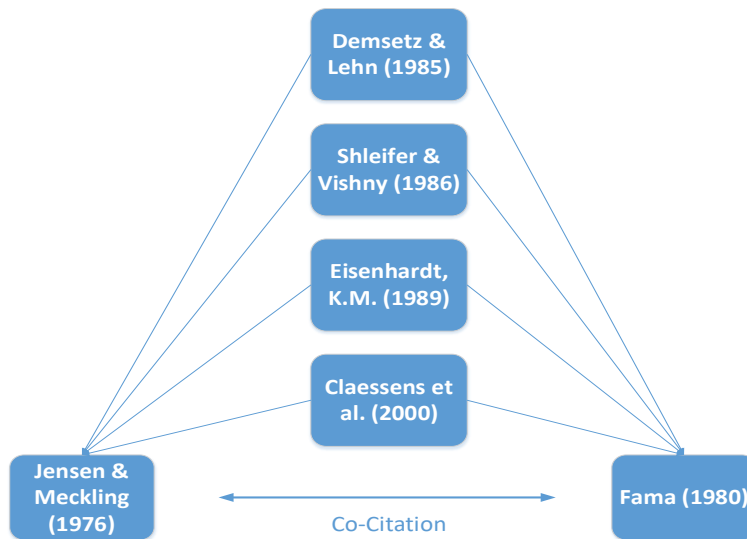 Demsetz &
Lehn (1985)
Shleifer &
Vishny (1986)
Eisenhardt,
K.M. (1989)
Claessens et
al. (2000)
Jensen &
Meckling
(1976)
Fama (1980)
Co-Citation